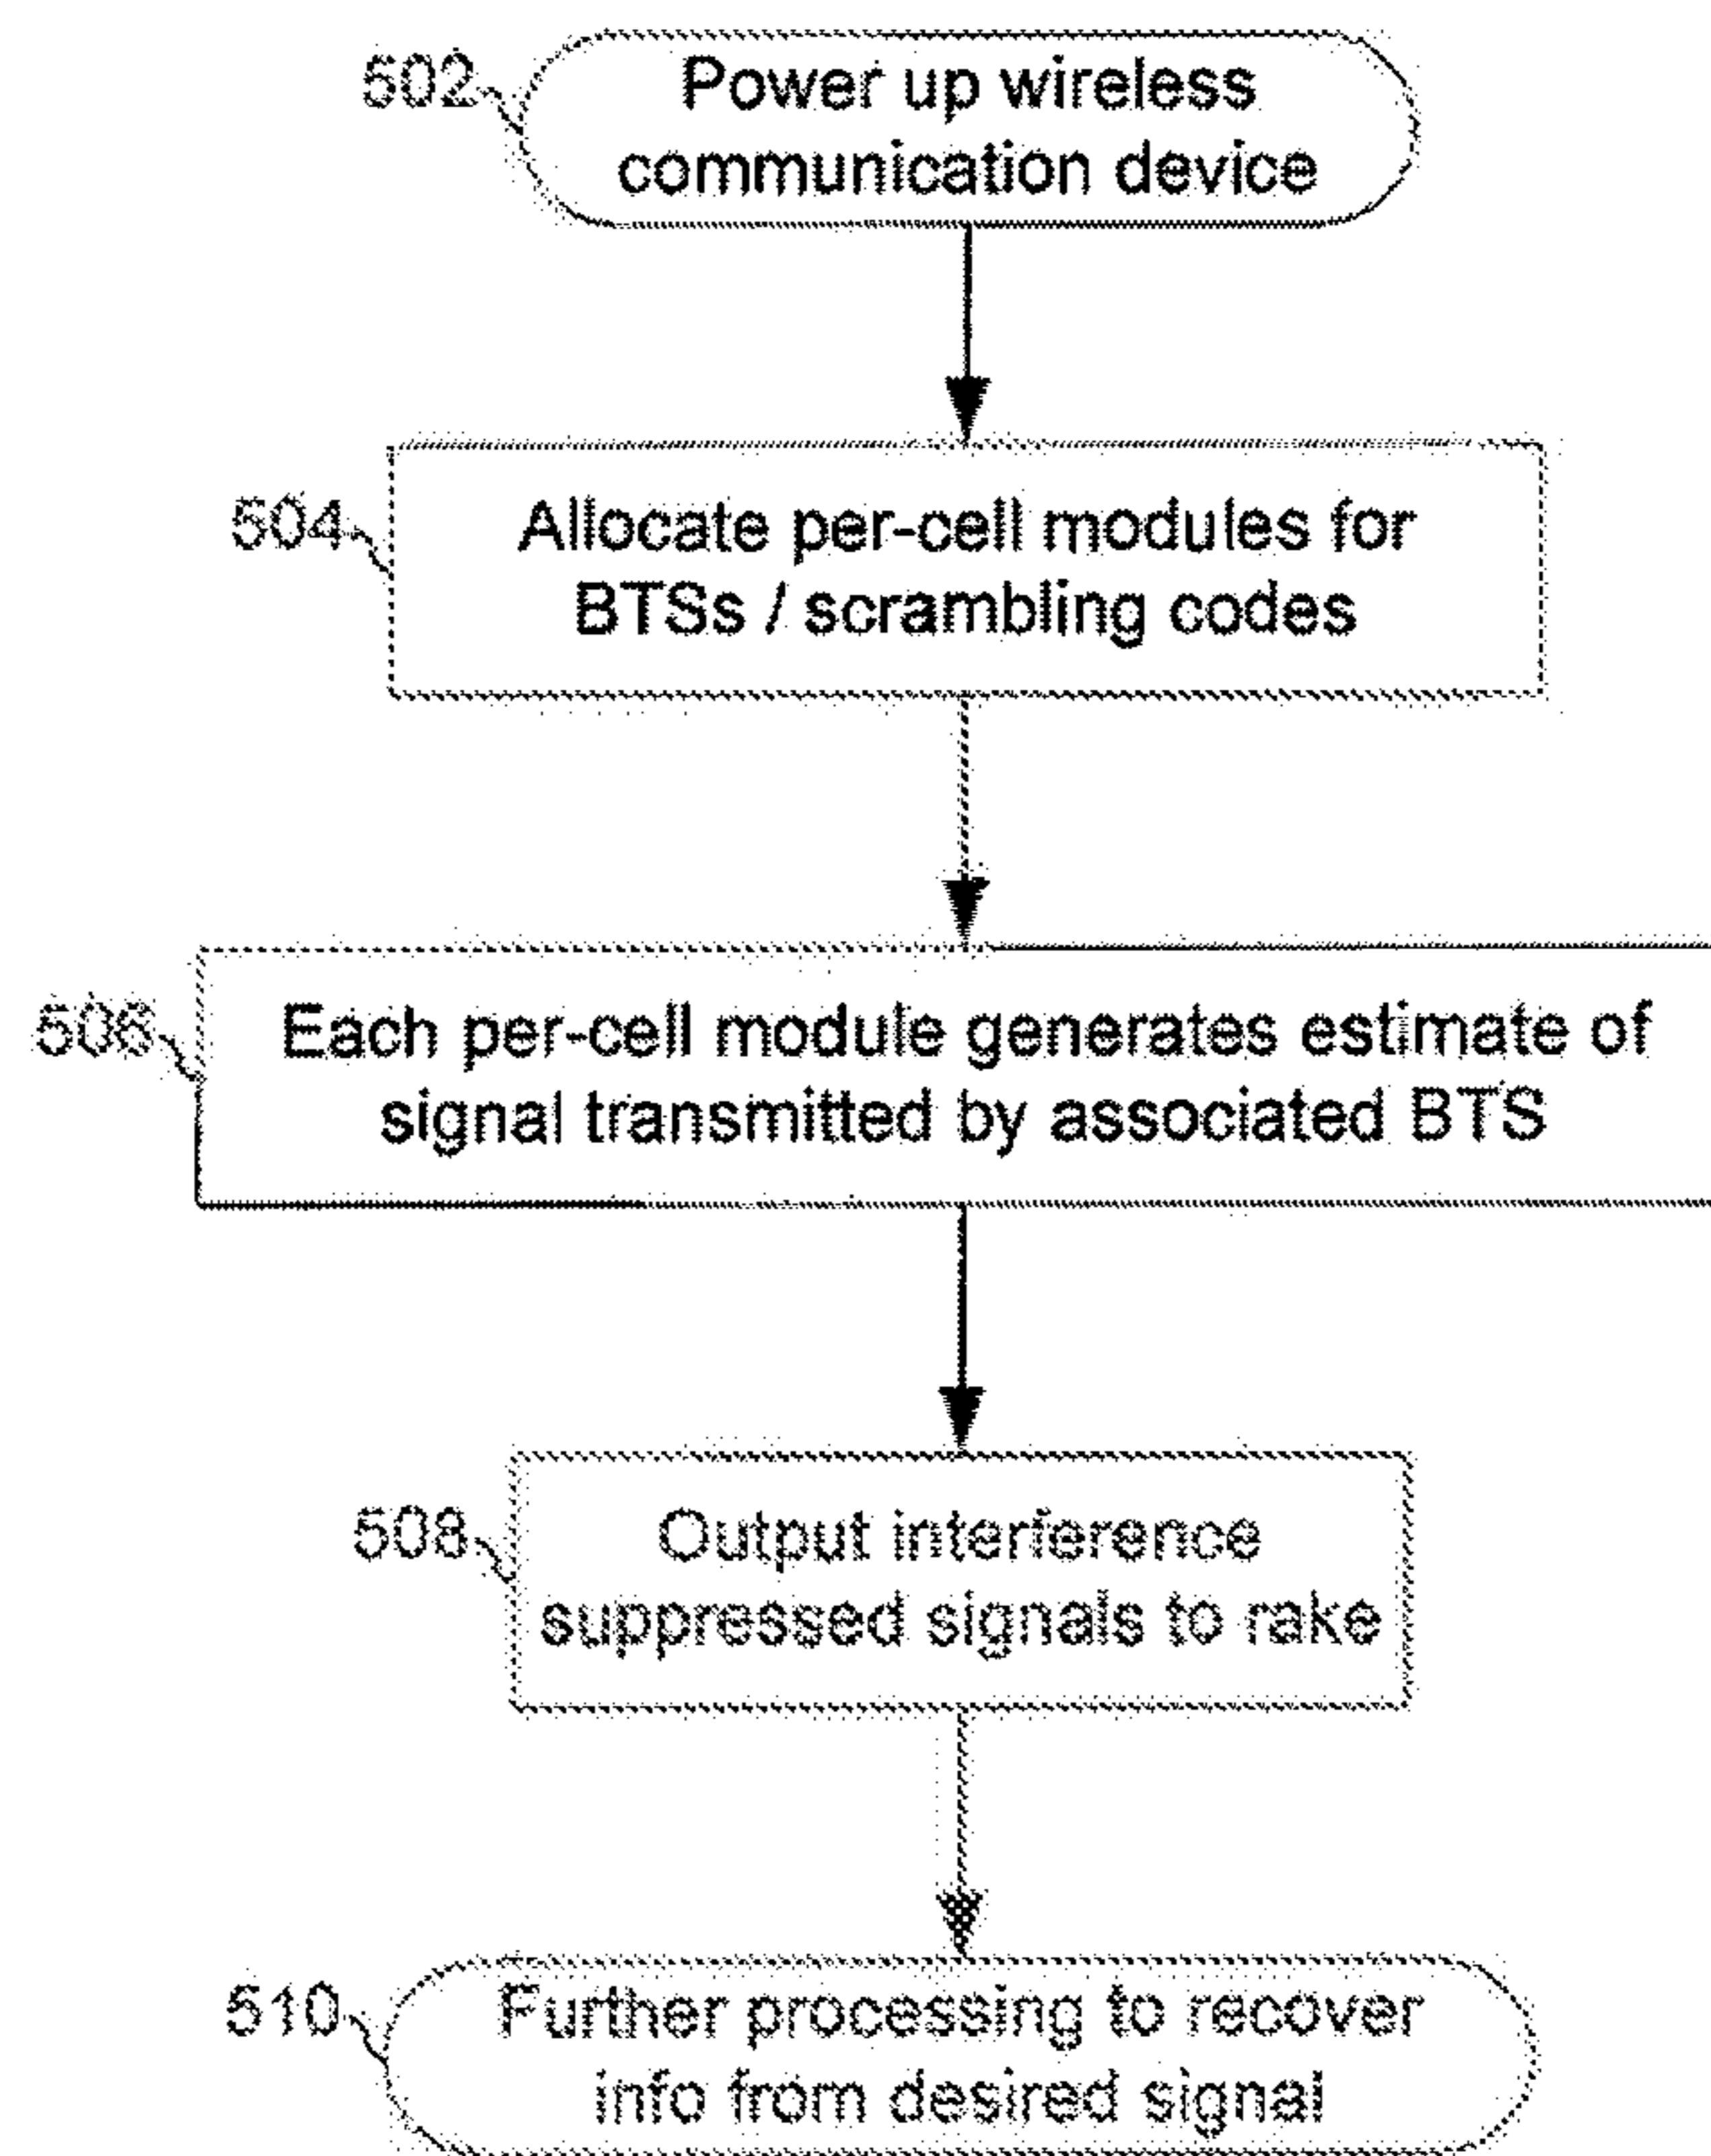 502
Power up wireless
communication device
504
Allocate per-cell modules for
BTSs / scrambling codes
506
Each per-cell module generates estimate of
signal transmitted by associated BTS
508
Output interference
suppressed signals to rake
510
Further processing to recover
info from desired signal